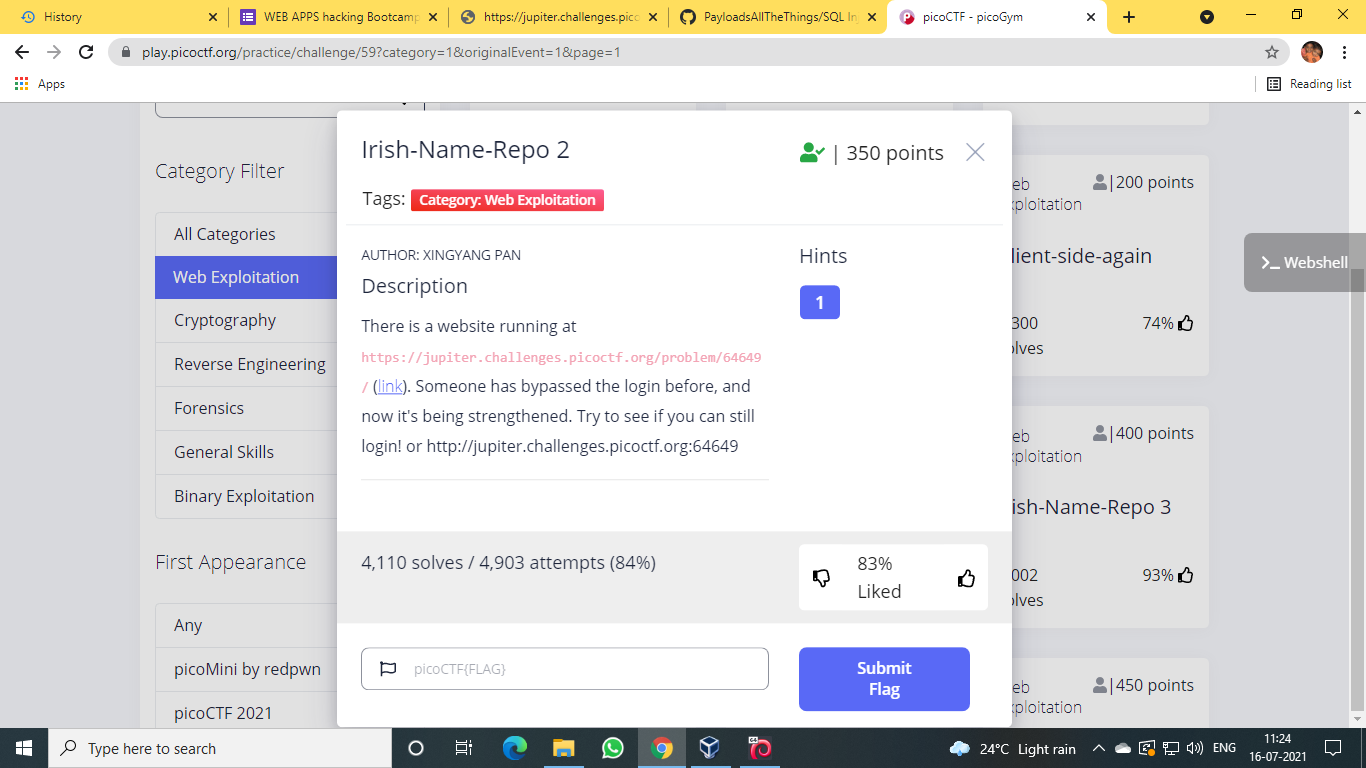 History
WEB APPS hacking Bootcamp
https://jupiter.challenges.picoc
PayloadsAllTheThings/SQL Inj
picoCTF - picoGym
play.picoctf.org/practice/challenge/59?category=1&originalEvent=1&page=1
Apps
Reading list
Irish-Name-Repo 2
| 350 points
Tags: Category: Web Exploitation
AUTHOR: XINGYANG PAN
Description
There is a website running at
https://jupiter.challenges.picoctf.org/problem/64649
/ (link). Someone has bypassed the login before, and
now it's being strengthened. Try to see if you can still
login! or http://jupiter.challenges.picoctf.org:64649
Hints
1
4,110 solves / 4,903 attempts (84%)
83%
Liked
picoCTF{FLAG}
Submit
Flag
Category Filter
All Categories
Web Exploitation
Cryptography
Reverse Engineering
Forensics
General Skills
Binary Exploitation
First Appearance
Any
picoMini by redpwn
picoCTF 2021
eb
xploitation
|200 points
lient-side-again
300
lves
74%
Webshell
eb
xploitation
|400 points
ish-Name-Repo 3
002
lves
93%
eb
xploitation
|450 points
Type here to search
64
24°C Light rain
ENG
11:24
16-07-2021